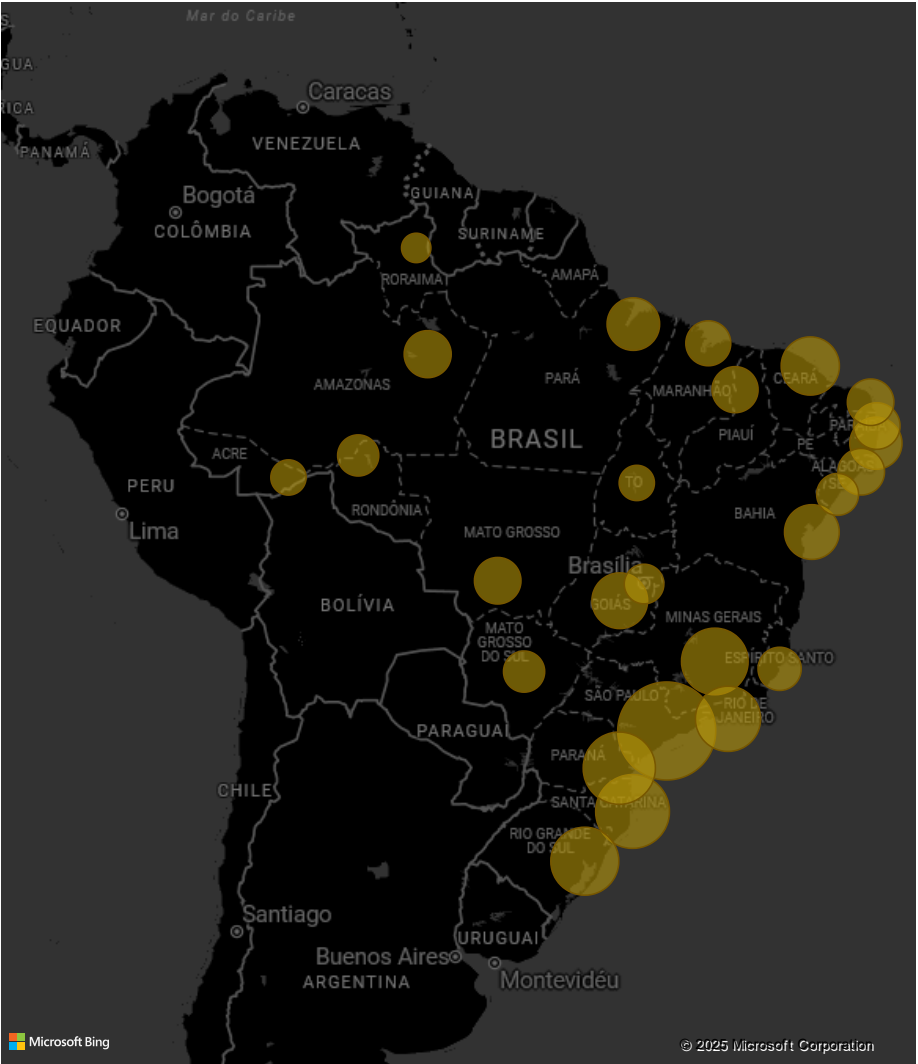 Mar do Caribe
GUA
RICA
Caracas
PANAMÁ
VENEZUELA
Bogotá
COLÔMBIA
GUIANA
SURINAME
RORAIMA
AMAPÁ
EQUADOR
AMAZONAS
PARÁ
MARANHÃO
CEARÁ
BRASIL
PIAUÍ
PE
ACRE
ALAGOAS
PERU
TO
SE
Lima
RONDÔNIA
BAHIA
MATO GROSSO
Brasília
BOLÍVIA
GOIÁS
MINAS GERAIS
MATO
GROSSO
DO SUL
ESPÍRITO SANTO
SÃO PAULO
RIO DE
JANEIRO
PARAGUAI
PARANÁ
CHILE
SANTA CATARINA
RIO GRANDE
DO SUL
Santiago
URUGUAI
Buenos Aires
ARGENTINA
Montevidéu
Microsoft Bing
© 2025 Microsoft Corporation